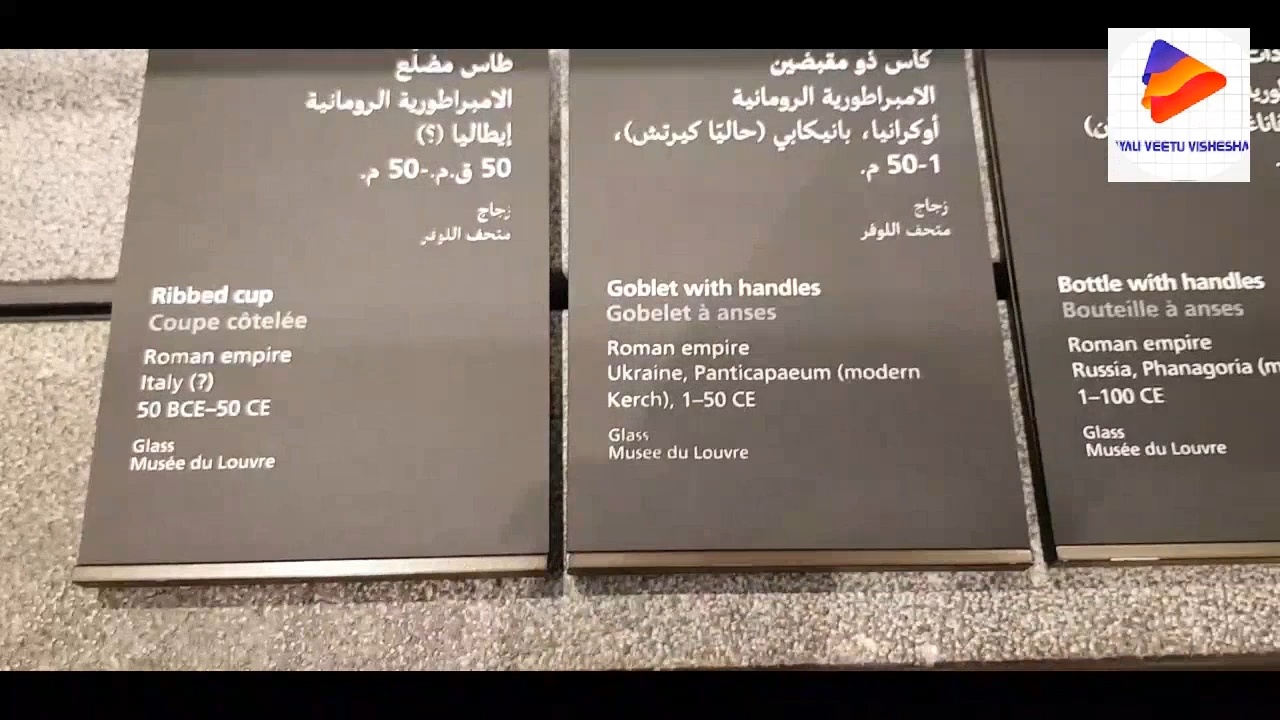 طاس مضلّع
الامبراطورية الرومانية
إيطاليا (؟)
50 ق.م.-50 م.
زجاج
متحف اللوفر
Ribbed cup
Coupe côtelée
Roman empire
Italy (?)
50 BCE–50 CE
Glass
Musée du Louvre
كأس ذو مقبضين
الامبراطورية الرومانية
أوكرانيا، بانيكابي (حاليّا كيرتش)،
1-50 م.
زجاج
متحف اللوفر
Goblet with handles
Gobelet à anses
Roman empire
Ukraine, Panticapaeum (modern
Kerch), 1–50 CE
Glass
Musee du Louvre
Bottle with handles
Bouteille à anses
Roman empire
Russia, Phanagoria (m
1–100 CE
Glass
Musée du Louvre
YALI VEETU VISHESHA